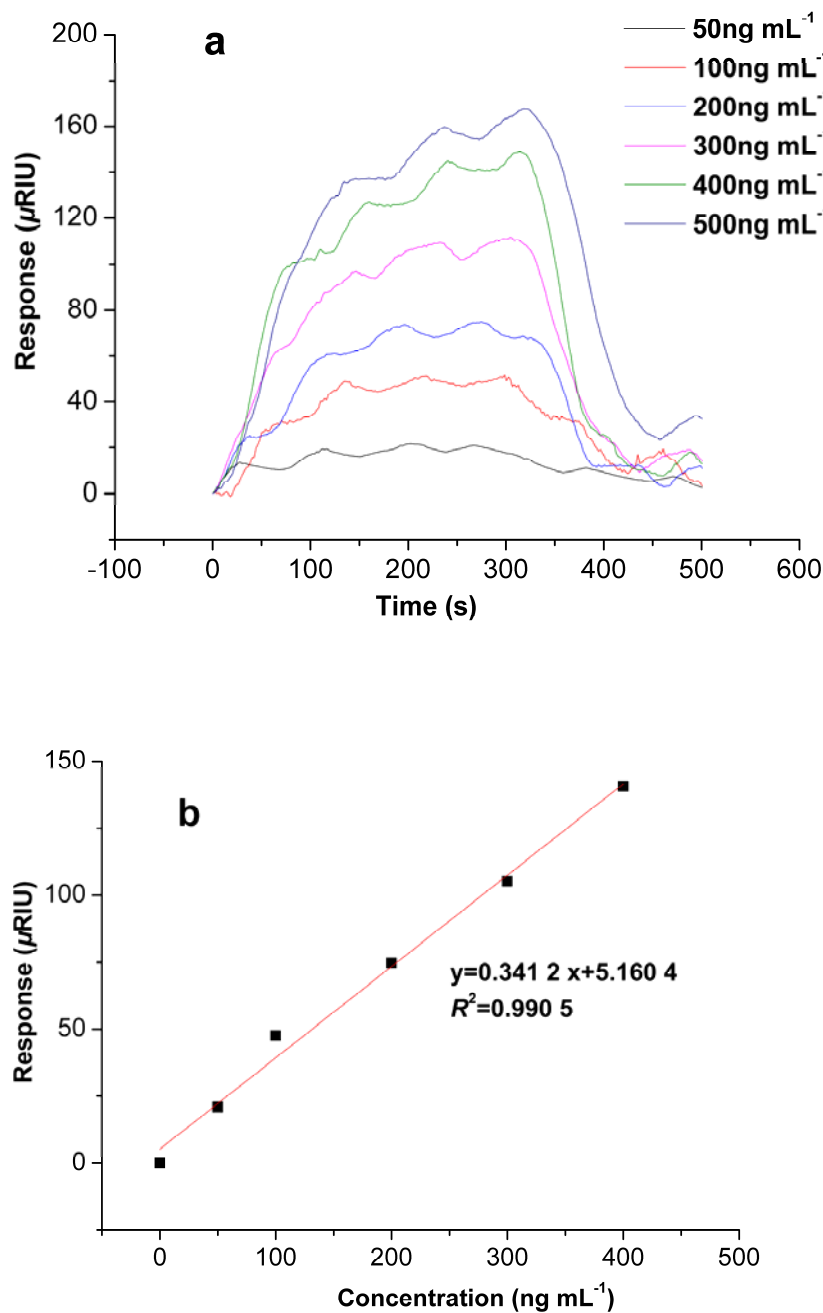 a
50ng mL⁻¹
100ng mL⁻
200ng mL⁻
300ng mL⁻
400ng mL⁻
500ng mL⁻
200
160
120
80
40
0
Response (µRIU)
-100 0 100 200 300 400 500 600
Time (s)
b
150
100
50
0
Response (µRIU)
y=0.341 2 x+5.160 4
R²=0.990 5
0 100 200 300 400 500
Concentration (ng mL⁻¹)